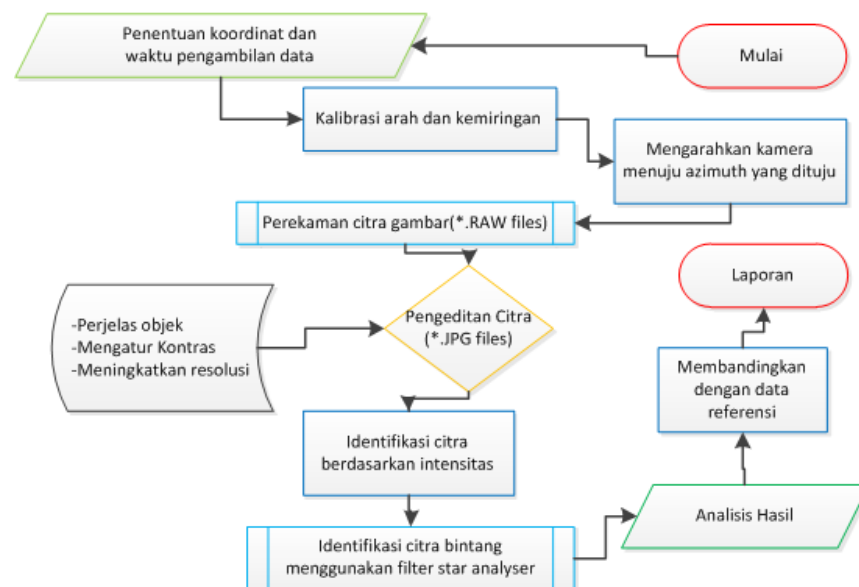 Mulai
Penentuan koordinat dan
waktu pengambilan data
Kalibrasi arah dan kemiringan
Mengarahkan kamera
menuju azimuth yang dituju
Perekaman citra gambar(*.RAW files)
Pengeditan Citra
(*.JPG files)
-Perjelas objek
-Mengatur Kontras
-Meningkatkan resolusi
Identifikasi citra
berdasarkan intensitas
Identifikasi citra bintang
menggunakan filter star analyser
Analisis Hasil
Membandingkan
dengan data
referensi
Laporan